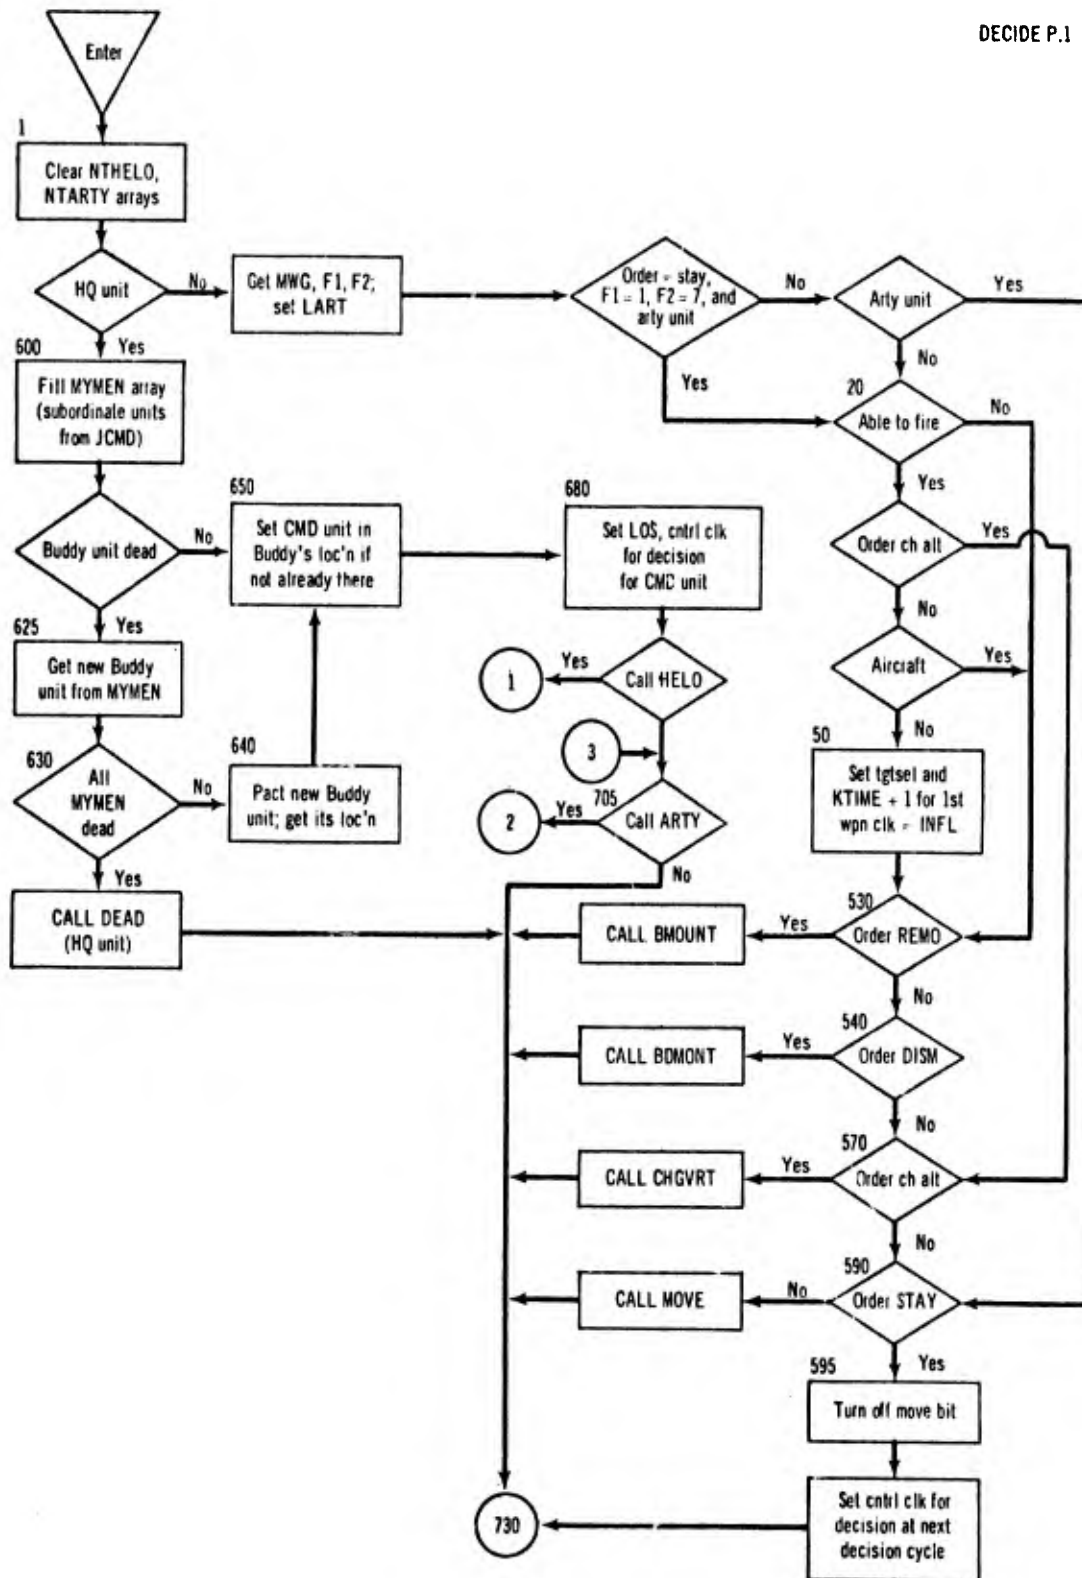 DECIDE P.1
Enter
1
Clear NTHELO,
NTARTY arrays
HQ unit
No
Yes
Get MWG, F1, F2;
set LART
Order = stay,
F1 = 1, F2 = 7, and
arty unit
No
Yes
Arty unit
Yes
No
600
Fill MYMEN array
(subordinate units
from JCMD)
20
Able to fire
No
Yes
Buddy unit dead
No
Yes
650
Set CMD unit in
Buddy's loc'n if
not already there
680
Set LOS, cntrl clk
for decision
for CMD unit
Order ch alt
Yes
No
625
Get new Buddy
unit from MYMEN
1
Yes
Call HELO
Aircraft
Yes
No
630
All
MYMEN
dead
No
Yes
640
Pact new Buddy
unit; get its loc'n
3
2
Yes
705
Call ARTY
No
50
Set tgtsel and
KTIME + 1 for 1st
wpn clk = INFL
CALL DEAD
(HQ unit)
CALL BMOUNT
Yes
530
Order REMO
No
CALL BDMONT
Yes
540
Order DISM
No
CALL CHGVRT
Yes
570
Order ch alt
No
CALL MOVE
No
590
Order STAY
Yes
595
Turn off move bit
730
Set cntrl clk for
decision at next
decision cycle